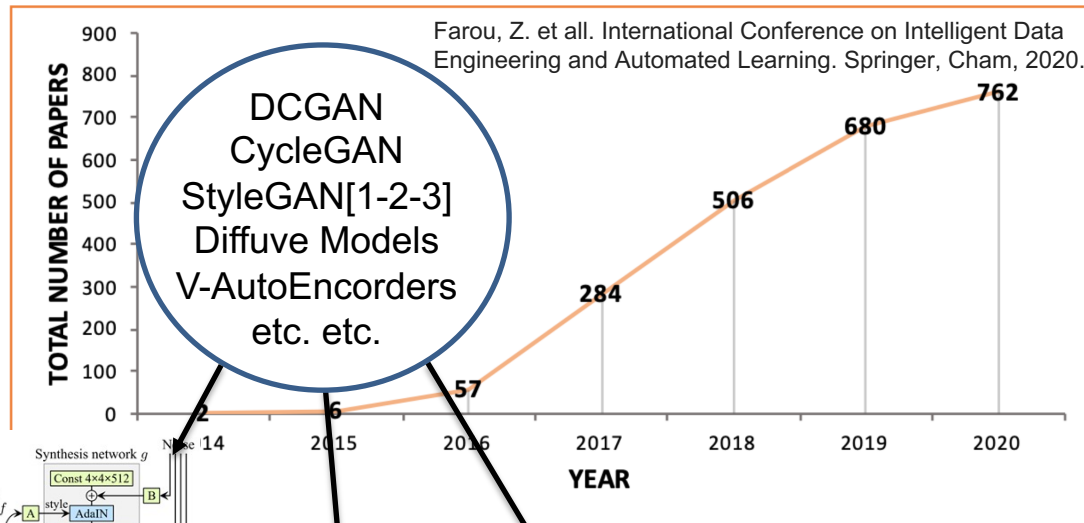 Farou, Z. et all. International Conference on Intelligent Data
Engineering and Automated Learning. Springer, Cham, 2020.
TOTAL NUMBER OF PAPERS
900
800
700
600
500
400
300
200
100
0
DCGAN
CycleGAN
StyleGAN[1-2-3]
Diffuve Models
V-AutoEncorders
etc. etc.
2
6
57
284
506
680
762
14
2015
2016
2017
2018
2019
2020
YEAR
Synthesis network g
Const 4×4×512
B
A
style
AdaIN
f